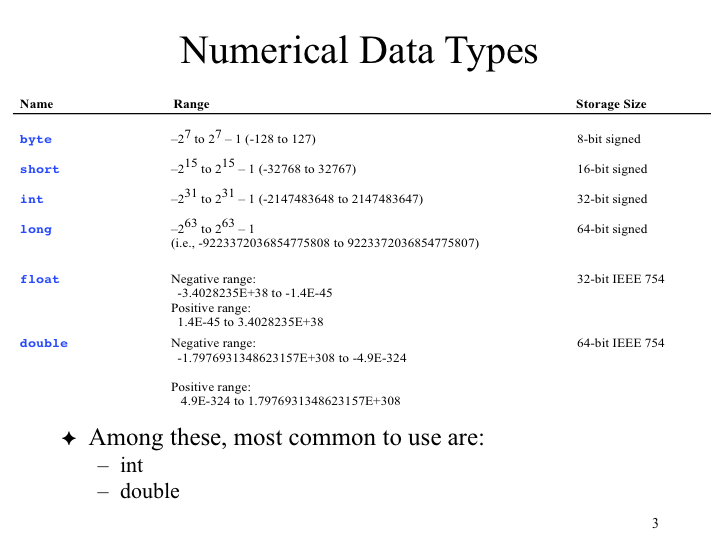 Numerical Data Types
Name Range Storage Size
byte –2^7 to 2^7 – 1 (-128 to 127) 8-bit signed
short –2^15 to 2^15 – 1 (-32768 to 32767) 16-bit signed
int –2^31 to 2^31 – 1 (-2147483648 to 2147483647) 32-bit signed
long –2^63 to 2^63 – 1 64-bit signed
(i.e., -9223372036854775808 to 9223372036854775807)
float Negative range: 32-bit IEEE 754
-3.4028235E+38 to -1.4E-45
Positive range:
1.4E-45 to 3.4028235E+38
double Negative range: 64-bit IEEE 754
-1.7976931348623157E+308 to -4.9E-324
Positive range:
4.9E-324 to 1.7976931348623157E+308
✦ Among these, most common to use are:
– int
– double
3